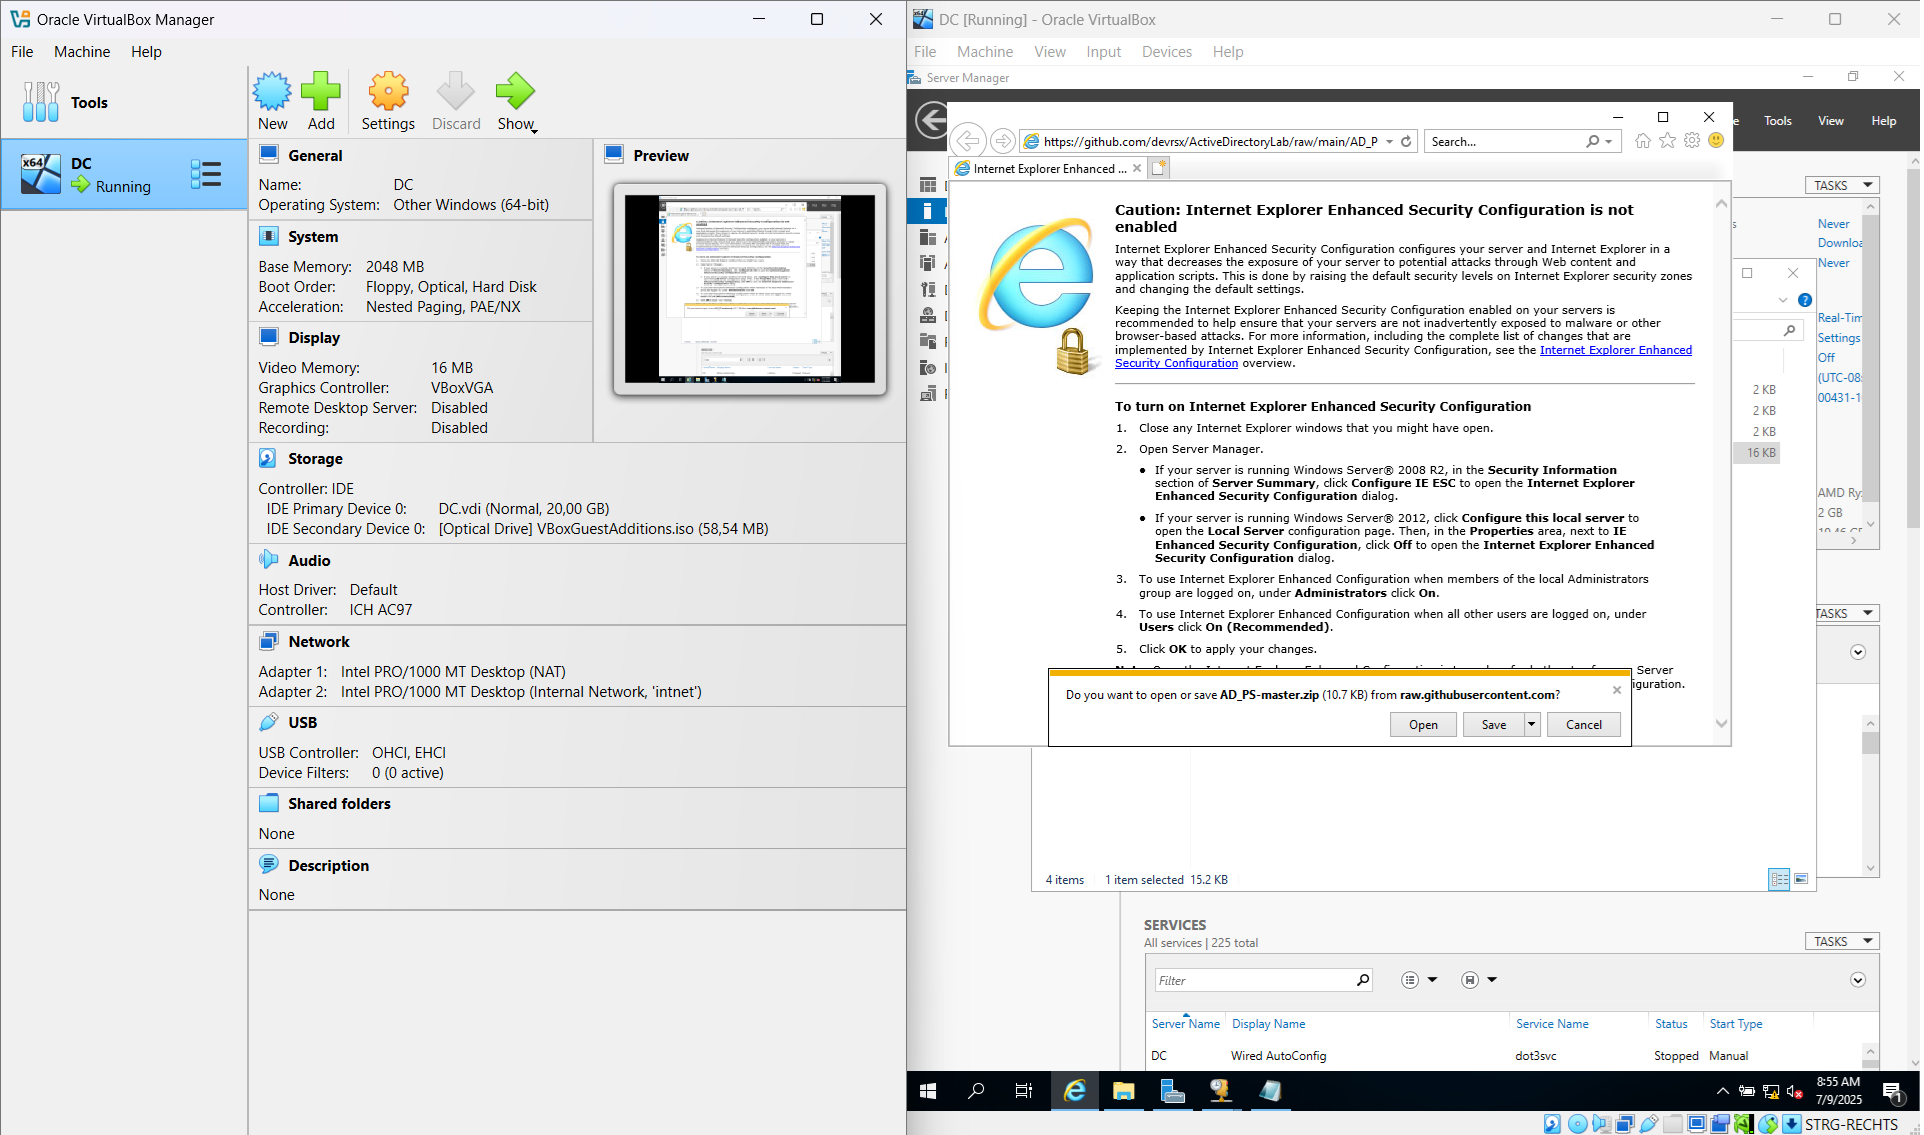 Oracle VirtualBox Manager
File Machine Help
Tools
DC
Running
New Add Settings Discard Show
General
Name: DC
Operating System: Other Windows (64-bit)
System
Base Memory: 2048 MB
Boot Order: Floppy, Optical, Hard Disk
Acceleration: Nested Paging, PAE/NX
Display
Video Memory: 16 MB
Graphics Controller: VBoxVGA
Remote Desktop Server: Disabled
Recording: Disabled
Preview
Storage
Controller: IDE
IDE Primary Device 0: DC.vdi (Normal, 20,00 GB)
IDE Secondary Device 0: [Optical Drive] VBoxGuestAdditions.iso (58,54 MB)
Audio
Host Driver: Default
Controller: ICH AC97
Network
Adapter 1: Intel PRO/1000 MT Desktop (NAT)
Adapter 2: Intel PRO/1000 MT Desktop (Internal Network, 'intnet')
USB
USB Controller: OHCI, EHCI
Device Filters: 0 (0 active)
Shared folders
None
Description
None
DC [Running] - Oracle VirtualBox
File Machine View Input Devices Help
Server Manager
Tools View Help
https://github.com/devrsx/ActiveDirectoryLab/raw/main/AD_P
Search...
Internet Explorer Enhanced ...
Caution: Internet Explorer Enhanced Security Configuration is not
enabled
Internet Explorer Enhanced Security Configuration configures your server and Internet Explorer in a
way that decreases the exposure of your server to potential attacks through Web content and
application scripts. This is done by raising the default security levels on Internet Explorer security zones
and changing the default settings.
Keeping the Internet Explorer Enhanced Security Configuration enabled on your servers is
recommended to help ensure that your servers are not inadvertently exposed to malware or other
browser-based attacks. For more information, including the complete list of changes that are
implemented by Internet Explorer Enhanced Security Configuration, see the Internet Explorer Enhanced
Security Configuration overview.
To turn on Internet Explorer Enhanced Security Configuration
1. Close any Internet Explorer windows that you might have open.
2. Open Server Manager.
• If your server is running Windows Server® 2008 R2, in the Security Information
section of Server Summary, click Configure IE ESC to open the Internet Explorer
Enhanced Security Configuration dialog.
• If your server is running Windows Server® 2012, click Configure this local server to
open the Local Server configuration page. Then, in the Properties area, next to IE
Enhanced Security Configuration, click Off to open the Internet Explorer Enhanced
Security Configuration dialog.
3. To use Internet Explorer Enhanced Configuration when members of the local Administrators
group are logged on, under Administrators click On.
4. To use Internet Explorer Enhanced Configuration when all other users are logged on, under
Users click On (Recommended).
5. Click OK to apply your changes.
Server
iguration.
Do you want to open or save AD_PS-master.zip (10.7 KB) from raw.githubusercontent.com?
Open Save Cancel
TASKS
Never
Downloa
Never
Real-Tim
Settings
Off
(UTC-08:
00431-1
2 KB
2 KB
2 KB
16 KB
AMD Ry
2 GB
TASKS
4 items 1 item selected 15.2 KB
SERVICES
All services | 225 total
TASKS
Filter
Server Name Display Name Service Name Status Start Type
DC Wired AutoConfig dot3svc Stopped Manual
8:55 AM
7/9/2025
1
STRG-RECHTS